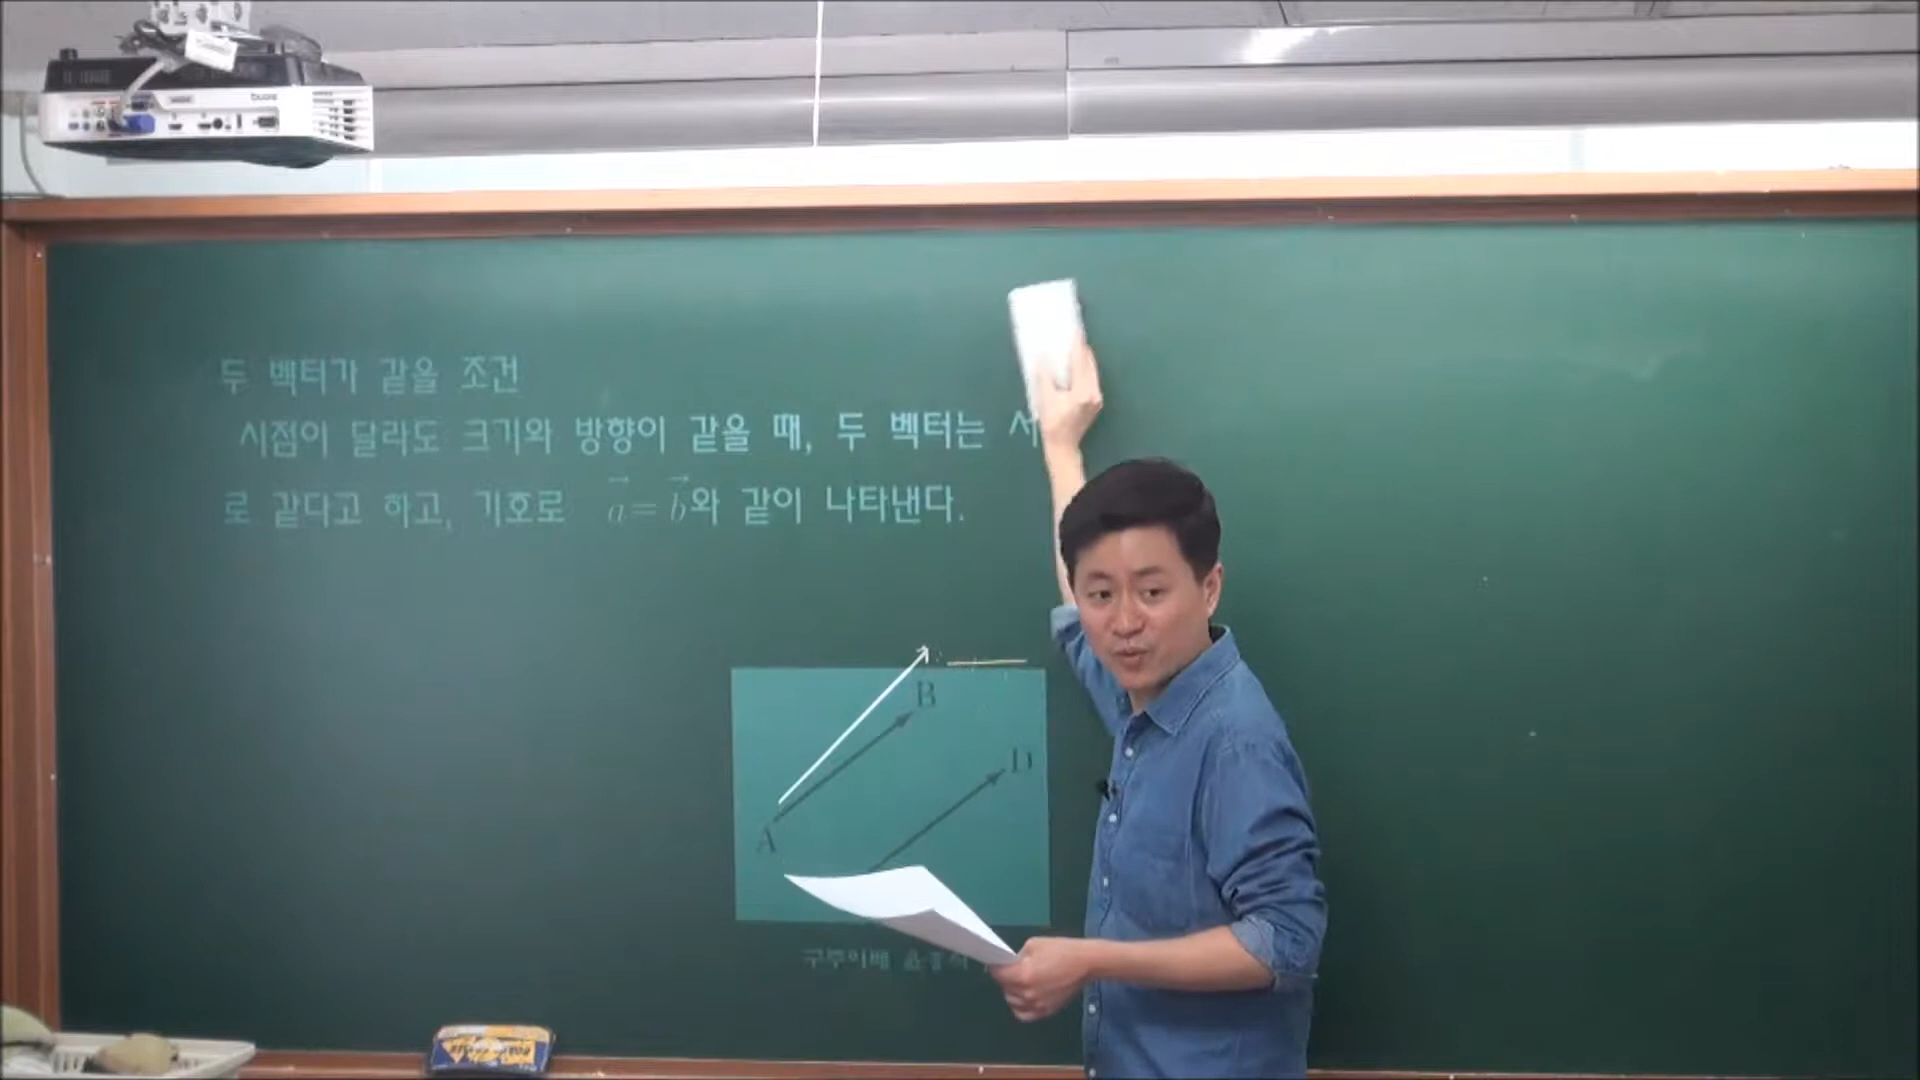 두 벡터가 같을 조건
시점이 달라도 크기와 방향이 같을 때, 두 벡터는 서
로 같다고 하고, 기호로 a⃗ = b⃗와 같이 나타낸다.
B
D
A